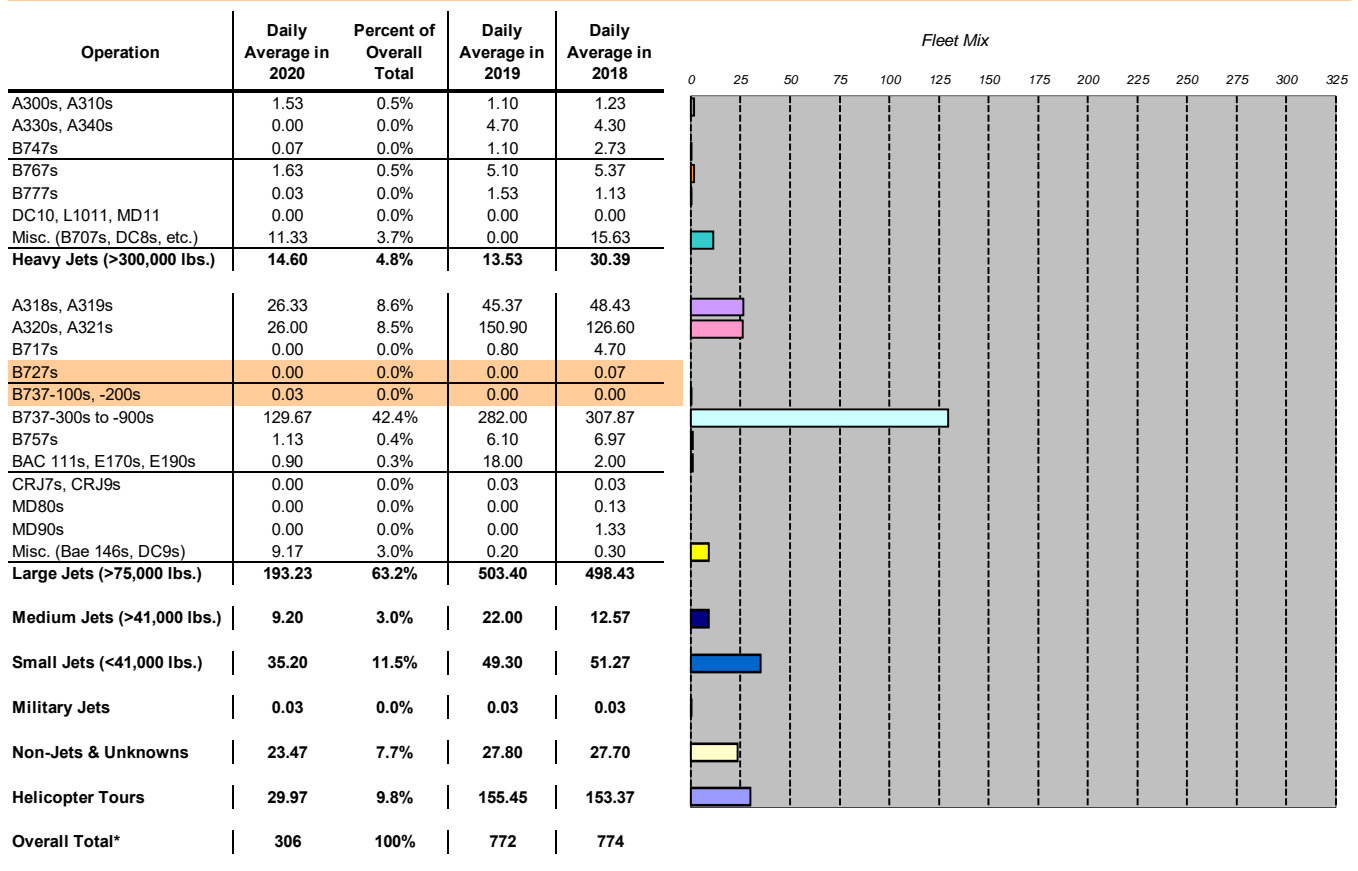 Operation Daily Average in 2020 Percent of Overall Total Daily Average in 2019 Daily Average in 2018
Fleet Mix
0 25 50 75 100 125 150 175 200 225 250 275 300 325
A300s, A310s 1.53 0.5% 1.10 1.23
A330s, A340s 0.00 0.0% 4.70 4.30
B747s 0.07 0.0% 1.10 2.73
B767s 1.63 0.5% 5.10 5.37
B777s 0.03 0.0% 1.53 1.13
DC10, L1011, MD11 0.00 0.0% 0.00 0.00
Misc. (B707s, DC8s, etc.) 11.33 3.7% 0.00 15.63
Heavy Jets (>300,000 lbs.) 14.60 4.8% 13.53 30.39
A318s, A319s 26.33 8.6% 45.37 48.43
A320s, A321s 26.00 8.5% 150.90 126.60
B717s 0.00 0.0% 0.80 4.70
B727s 0.00 0.0% 0.00 0.07
B737-100s, -200s 0.03 0.0% 0.00 0.00
B737-300s to -900s 129.67 42.4% 282.00 307.87
B757s 1.13 0.4% 6.10 6.97
BAC 111s, E170s, E190s 0.90 0.3% 18.00 2.00
CRJ7s, CRJ9s 0.00 0.0% 0.03 0.03
MD80s 0.00 0.0% 0.00 0.13
MD90s 0.00 0.0% 0.00 1.33
Misc. (Bae 146s, DC9s) 9.17 3.0% 0.20 0.30
Large Jets (>75,000 lbs.) 193.23 63.2% 503.40 498.43
Medium Jets (>41,000 lbs.) 9.20 3.0% 22.00 12.57
Small Jets (<41,000 lbs.) 35.20 11.5% 49.30 51.27
Military Jets 0.03 0.0% 0.03 0.03
Non-Jets & Unknowns 23.47 7.7% 27.80 27.70
Helicopter Tours 29.97 9.8% 155.45 153.37
Overall Total* 306 100% 772 774